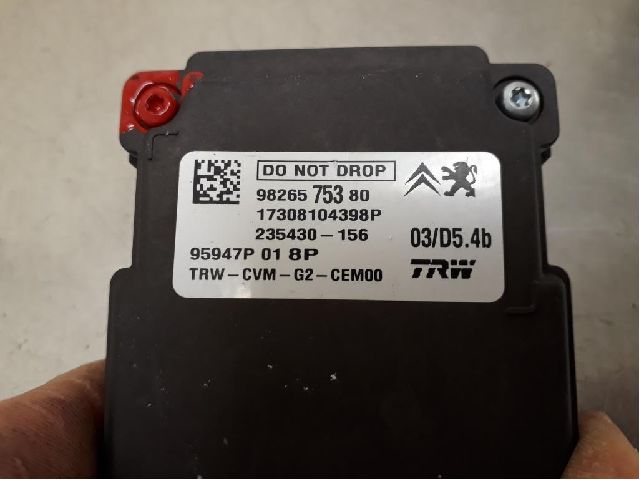 DO NOT DROP
98265 753 80
17308104398P
235430-156
03/D5.4b
95947P 01 8P
TRW-CVM-G2-CEM00
TRW